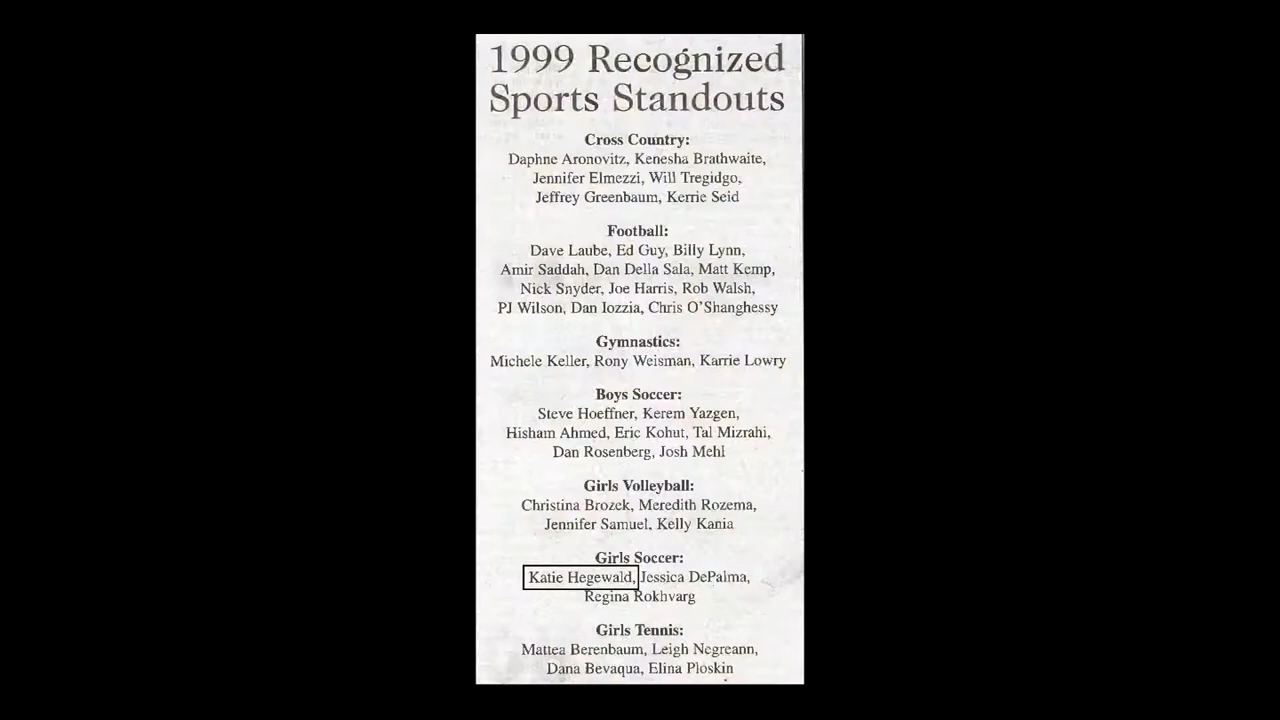 1999 Recognized
Sports Standouts
Cross Country:
Daphne Aronovitz, Kenesha Brathwaite,
Jennifer Elmezzi, Will Tregidgo,
Jeffrey Greenbaum, Kerrie Seid
Football:
Dave Laube, Ed Guy, Billy Lynn,
Amir Saddah, Dan Della Sala, Matt Kemp,
Nick Snyder, Joe Harris, Rob Walsh,
PJ Wilson, Dan Iozzia, Chris O'Shanghessy
Gymnastics:
Michele Keller, Rony Weisman, Karrie Lowry
Boys Soccer:
Steve Hoeffner, Kerem Yazgen,
Hisham Ahmed, Eric Kohut, Tal Mizrahi,
Dan Rosenberg, Josh Mehl
Girls Volleyball:
Christina Brozek, Meredith Rozema,
Jennifer Samuel, Kelly Kania
Girls Soccer:
Katie Hegewald, Jessica DePalma,
Regina Rokhvarg
Girls Tennis:
Mattea Berenbaum, Leigh Negreann,
Dana Bevaqua, Elina Ploskin